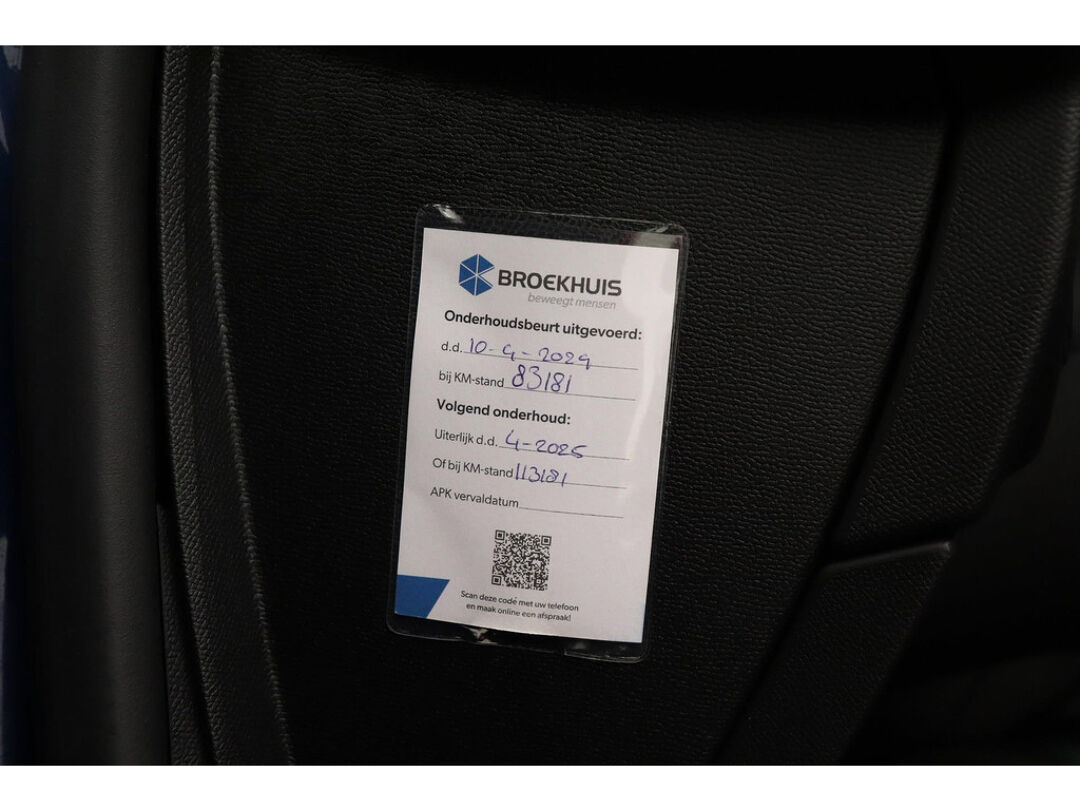 BROEKHUIS
beweegt mensen
Onderhoudsbeurt uitgevoerd:
d.d. 10-4-2024
bij KM-stand 83181
Volgend onderhoud:
Uiterlijk d.d. 4-2025
Of bij KM-stand 113181
APK vervaldatum
Scan deze code met uw telefoon
en maak online een afspraak!